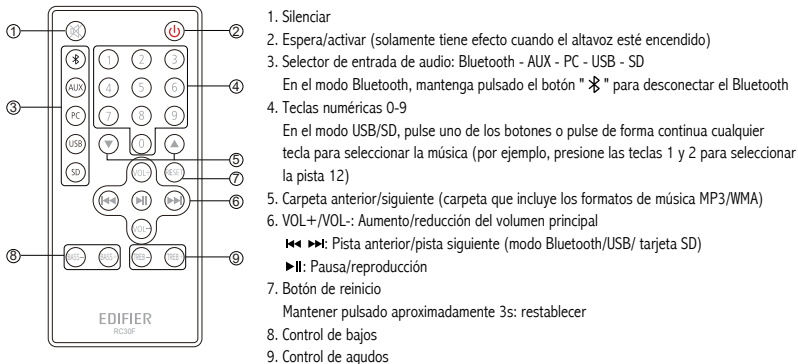 1
2
3
4
5
6
7
8
9
AUX
PC
USB
SD
1
2
3
4
5
6
7
8
9
0
VOL+
RESET
VOL-
BASS-
BASS+
TREB-
TREB+
EDIFIER
RC30F
1. Silenciar
2. Espera/activar (solamente tiene efecto cuando el altavoz esté encendido)
3. Selector de entrada de audio: Bluetooth - AUX - PC - USB - SD
En el modo Bluetooth, mantenga pulsado el botón " " para desconectar el Bluetooth
4. Teclas numéricas 0-9
En el modo USB/SD, pulse uno de los botones o pulse de forma continua cualquier
tecla para seleccionar la música (por ejemplo, presione las teclas 1 y 2 para seleccionar
la pista 12)
5. Carpeta anterior/siguiente (carpeta que incluye los formatos de música MP3/WMA)
6. VOL+/VOL-: Aumento/reducción del volumen principal
⏮ ⏭: Pista anterior/pista siguiente (modo Bluetooth/USB/ tarjeta SD)
⏯: Pausa/reproducción
7. Botón de reinicio
Mantener pulsado aproximadamente 3s: restablecer
8. Control de bajos
9. Control de agudos